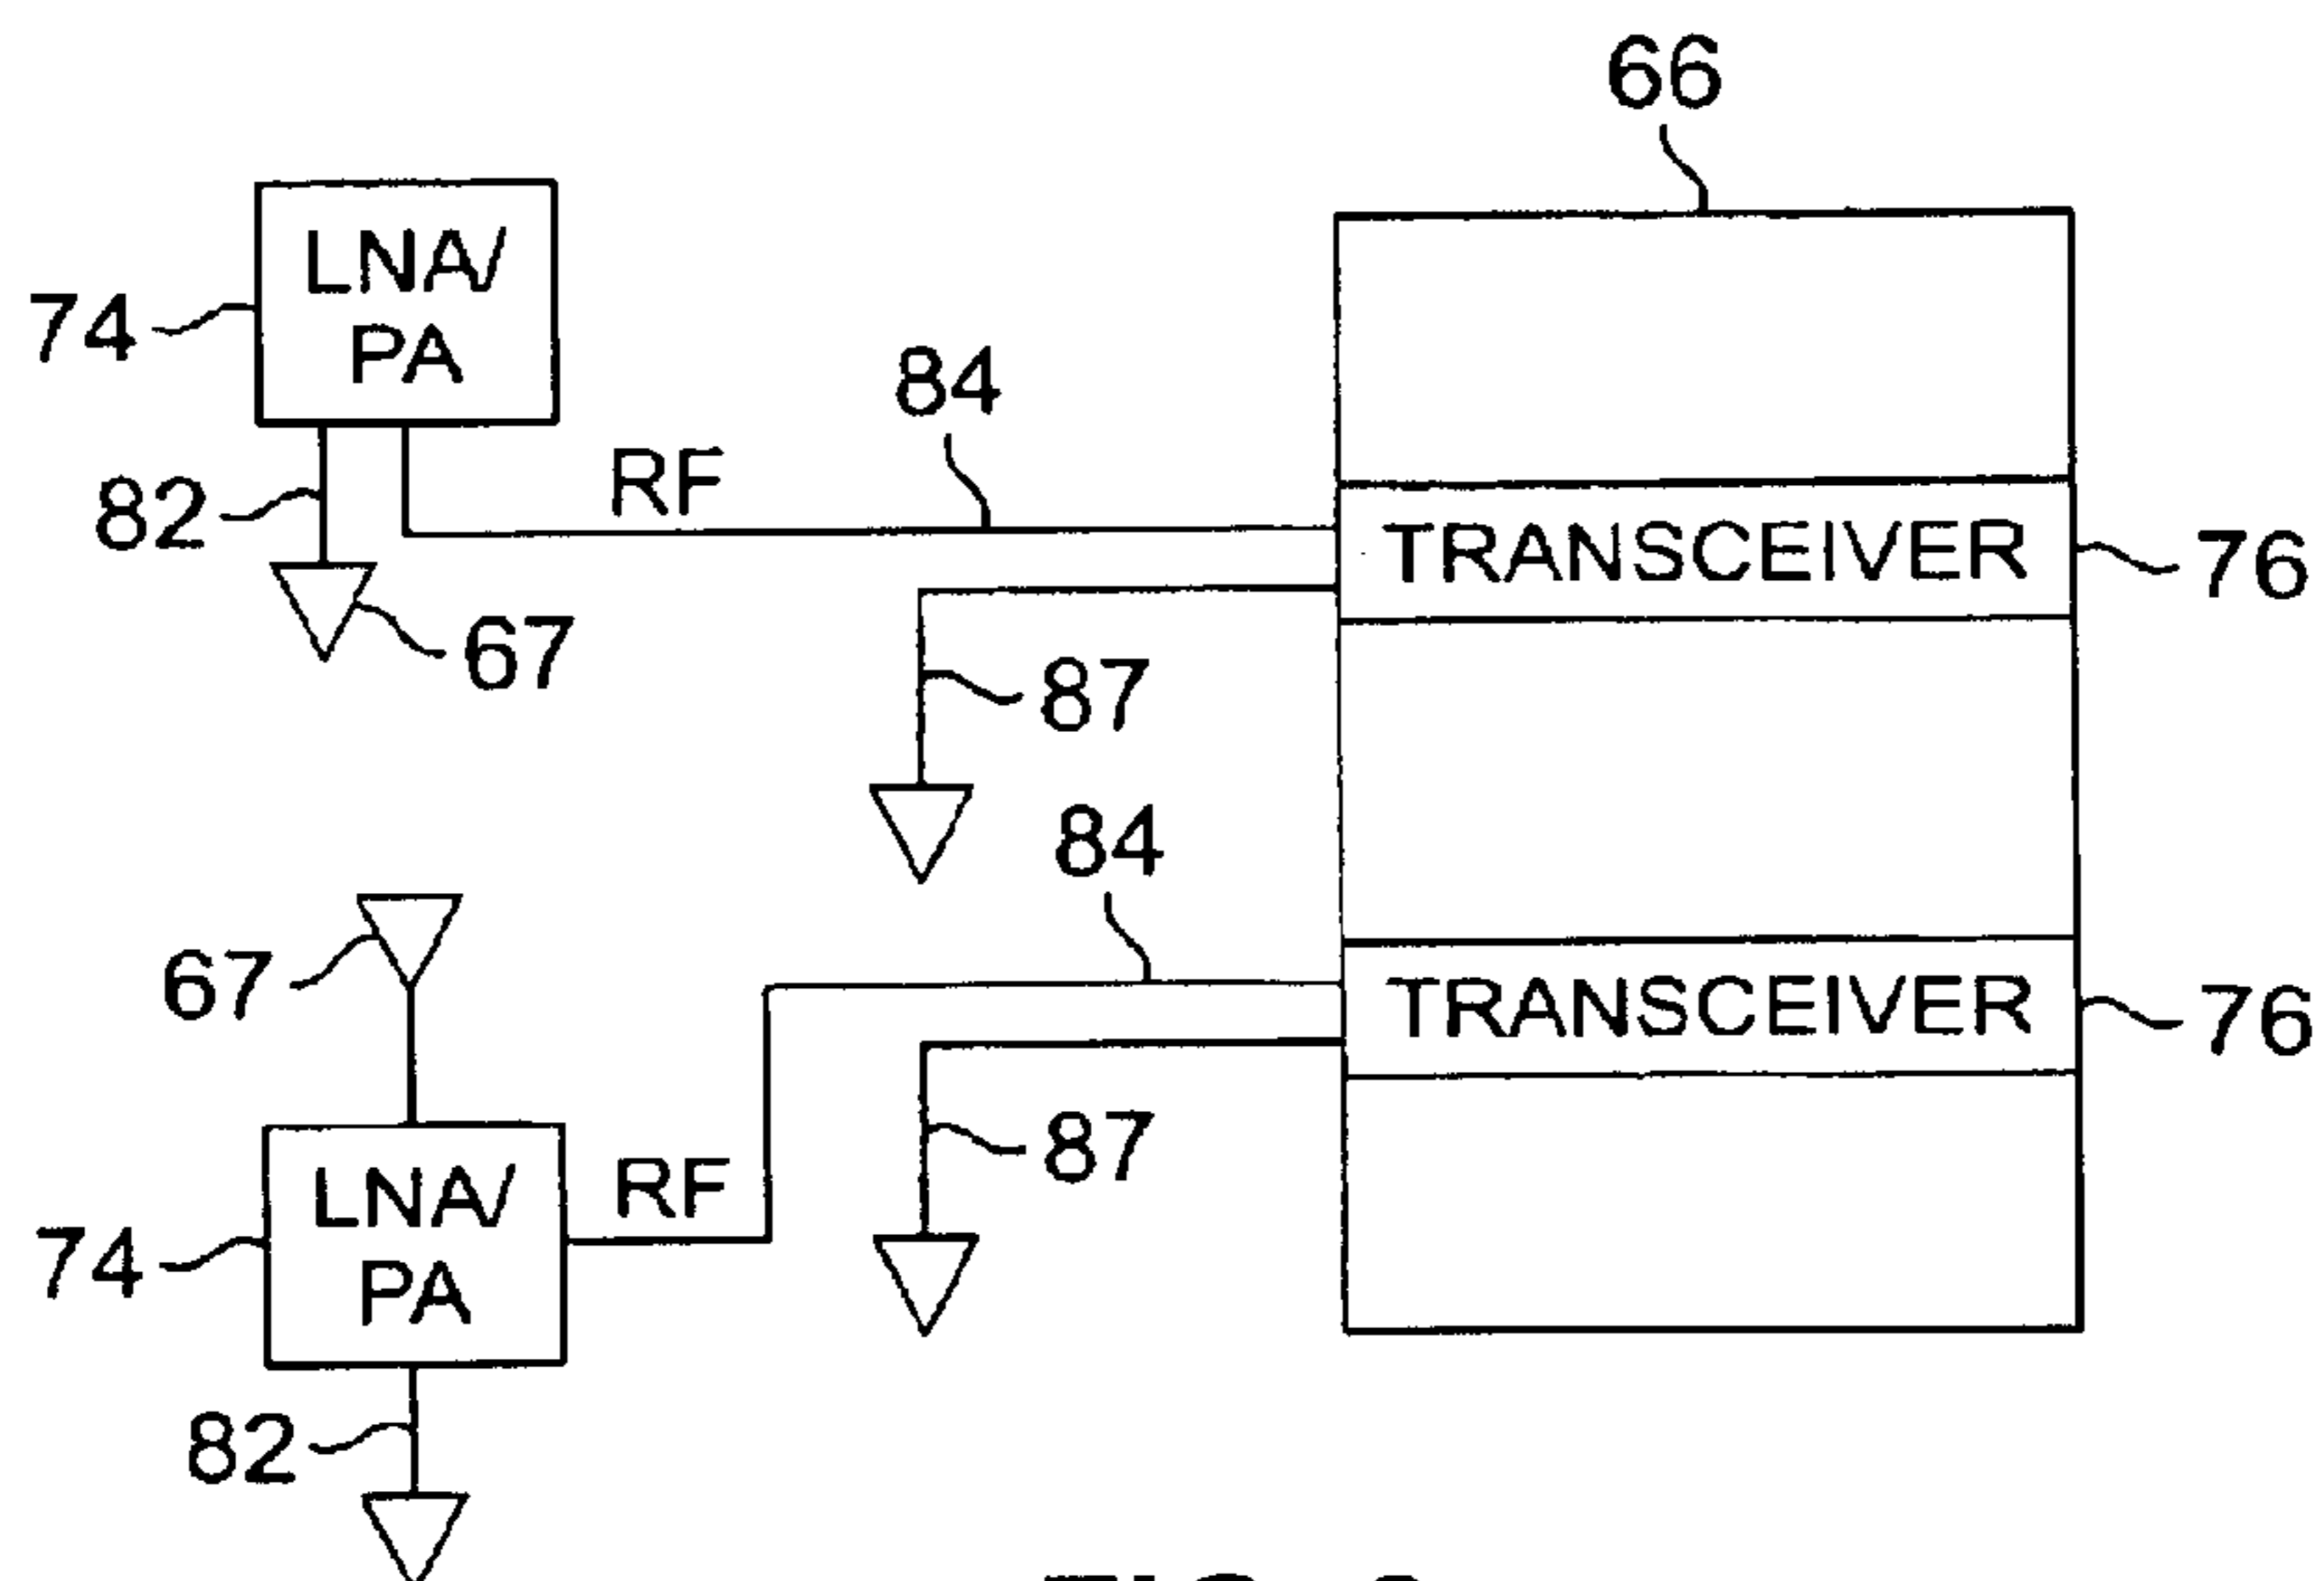 66
LNA/
PA
74
84
RF
82
TRANSCEIVER
76
67
87
84
67
TRANSCEIVER
76
87
LNA/
PA
RF
74
82